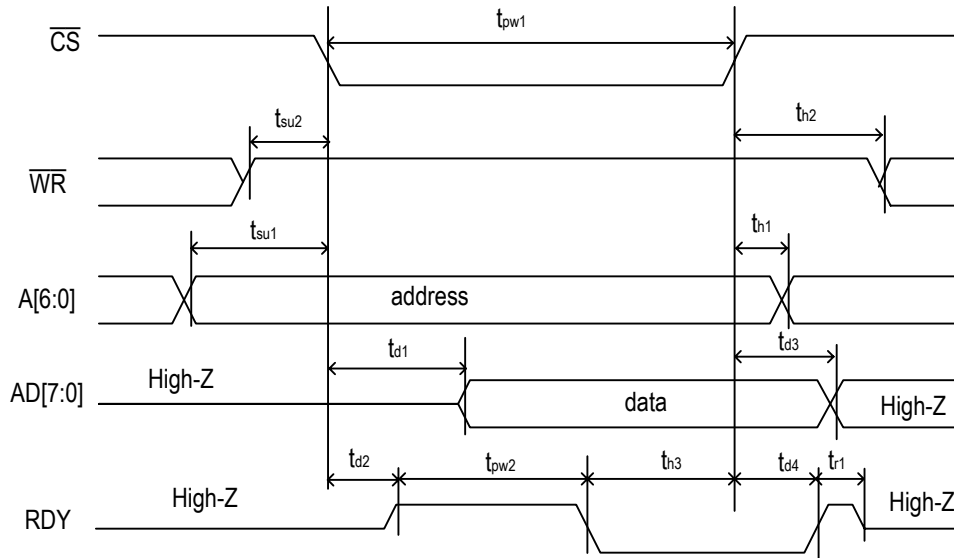 CS
tpw1
tsu2
th2
WR
tsu1
th1
A[6:0]
address
td1
td3
High-Z
AD[7:0]
data
High-Z
td2
tpw2
th3
td4
tr1
High-Z
High-Z
RDY